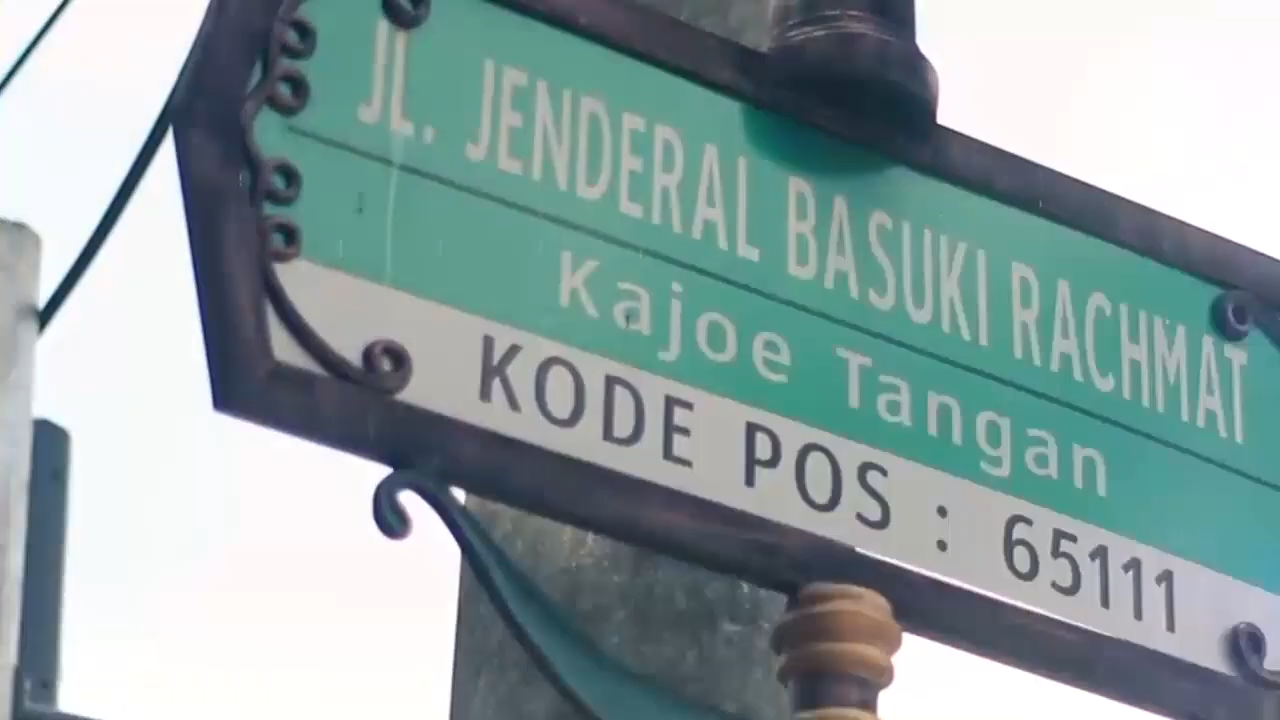 JL. JENDERAL BASUKI RACHMAT
Kajoe Tangan
KODE POS : 65111